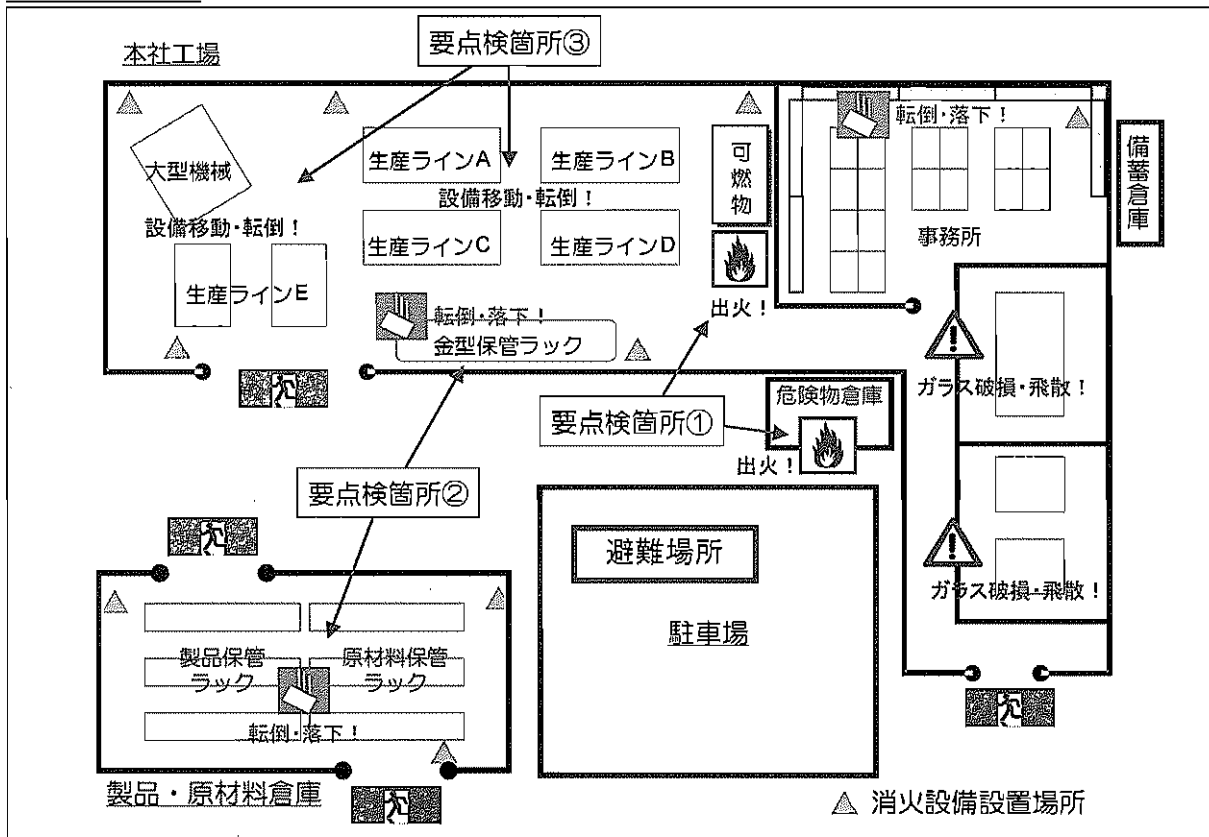 本社工場
要点検箇所③
転倒・落下！
大型機械
生産ラインA
生産ラインB
可燃物
備蓄倉庫
設備移動・転倒！
設備移動・転倒！
生産ラインC
生産ラインD
事務所
生産ラインE
出火！
転倒・落下！
金型保管ラック
ガラス破損・飛散！
危険物倉庫
要点検箇所①
出火！
要点検箇所②
避難場所
ガラス破損・飛散！
駐車場
製品保管
ラック
原材料保管
ラック
転倒・落下！
製品・原材料倉庫
消火設備設置場所